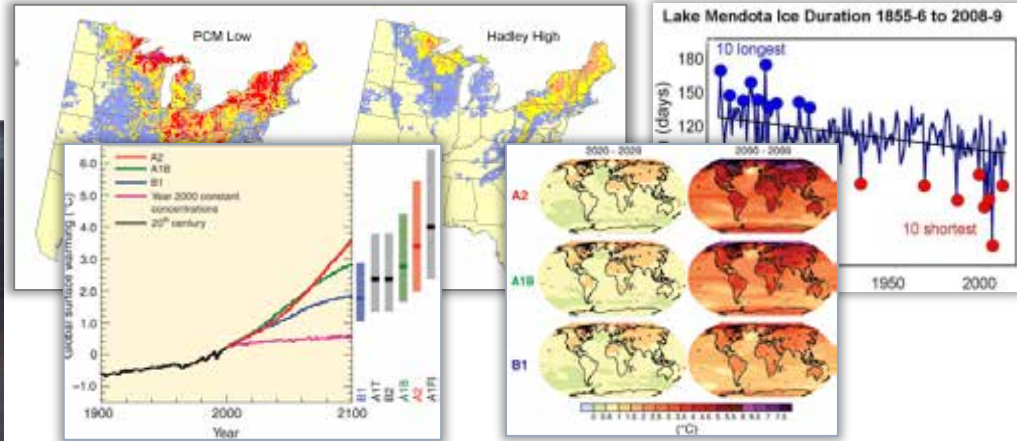 PCM Low
Hadley High
Lake Mendota Ice Duration 1855-6 to 2008-9
10 longest
180
150
120
(days)
10 shortest
1950
2000
Global surface warming (°C)
6.0
5.0
4.0
3.0
2.0
1.0
0
−1.0
A2
A1B
B1
Year 2000 constant
concentrations
20th century
1900
2000
2100
Year
B1
A1T
B2
A1B
A2
A1FI
2020 - 2029
A2
A1B
B1
(°C)